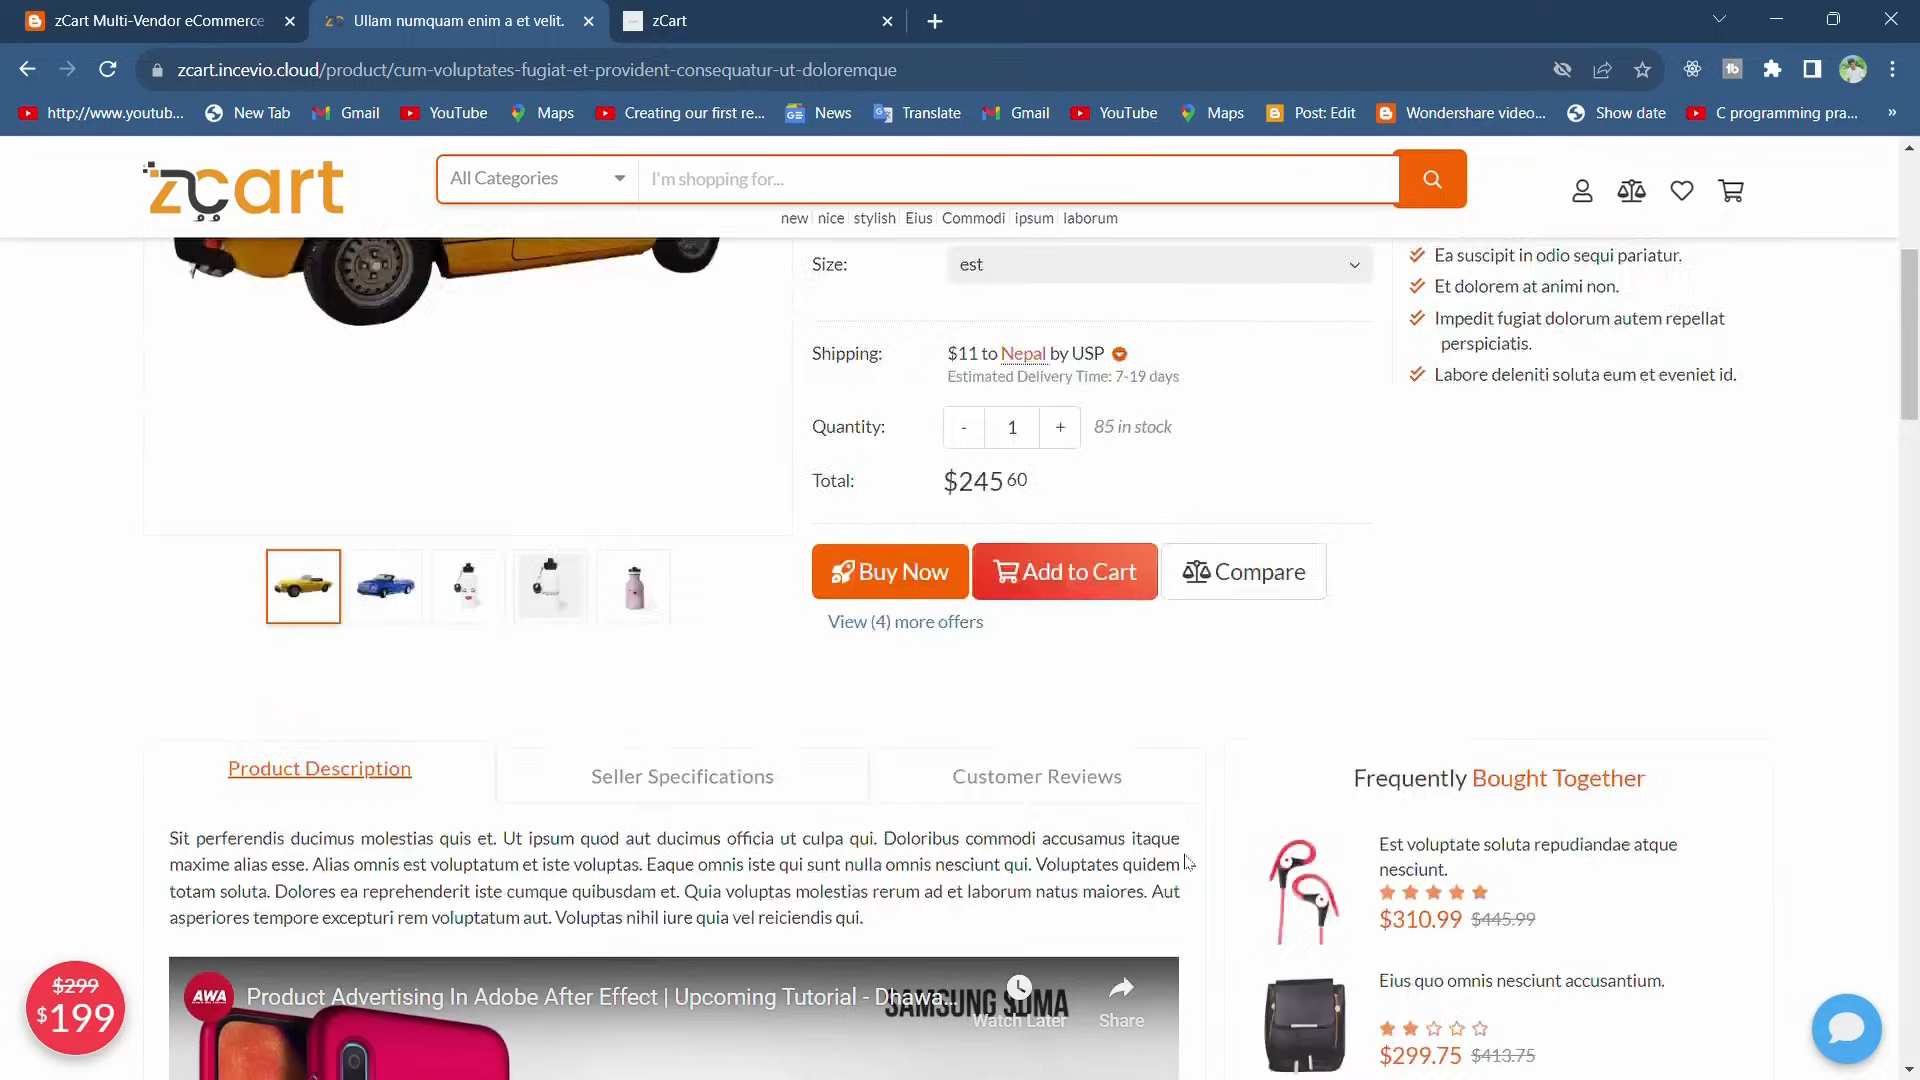 zCart Multi-Vendor eCommerce
Ullam numquam enim a et velit.
zCart
zcart.incevio.cloud/product/cum-voluptates-fugiat-et-provident-consequatur-ut-doloremque
http://www.youtub...
New Tab
Gmail
YouTube
Maps
Creating our first re...
News
Translate
Gmail
YouTube
Maps
Post: Edit
Wondershare video...
Show date
C programming pra...
»
zcart
All Categories
I'm shopping for...
new nice stylish Eius Commodi ipsum laborum
Size:
est
Shipping:
$11 to Nepal by USP
Estimated Delivery Time: 7-19 days
Quantity:
- 1 +
85 in stock
Total:
$245 60
Buy Now
Add to Cart
Compare
View (4) more offers
Ea suscipit in odio sequi pariatur.
Et dolorem at animi non.
Impedit fugiat dolorum autem repellat
perspiciatis.
Labore deleniti soluta eum et eveniet id.
Product Description
Seller Specifications
Customer Reviews
Sit perferendis ducimus molestias quis et. Ut ipsum quod aut ducimus officia ut culpa qui. Doloribus commodi accusamus itaque
maxime alias esse. Alias omnis est voluptatum et iste voluptas. Eaque omnis iste qui sunt nulla omnis nesciunt qui. Voluptates quidem
totam soluta. Dolores ea reprehenderit iste cumque quibusdam et. Quia voluptas molestias rerum ad et laborum natus maiores. Aut
asperiores tempore excepturi rem voluptatum aut. Voluptas nihil iure quia vel reiciendis qui.
AWA
Product Advertising In Adobe After Effect | Upcoming Tutorial - Dhawa...
SAMSUNG
Watch Later
Share
Frequently Bought Together
Est voluptate soluta repudiandae atque
nesciunt.
$310.99 $445.99
Eius quo omnis nesciunt accusantium.
$299.75 $413.75
$299
$199